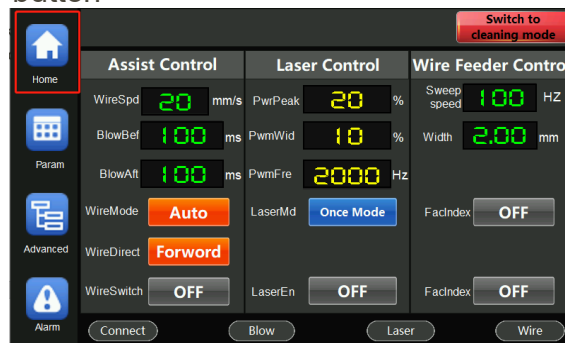 button
Switch to
cleaning mode
Home
Param
Advanced
Alarm
Assist Control
WireSpd 20 mm/s
BlowBef 100 ms
BlowAft 100 ms
WireMode Auto
WireDirect Forward
WireSwitch OFF
Laser Control
PwrPeak 20 %
PwmWid 10 %
PwmFre 2000 Hz
LaserMd Once Mode
LaserEn OFF
Wire Feeder Contro
Sweep
speed 100 HZ
Width 2.00 mm
FacIndex OFF
FacIndex OFF
Connect Blow Laser Wire